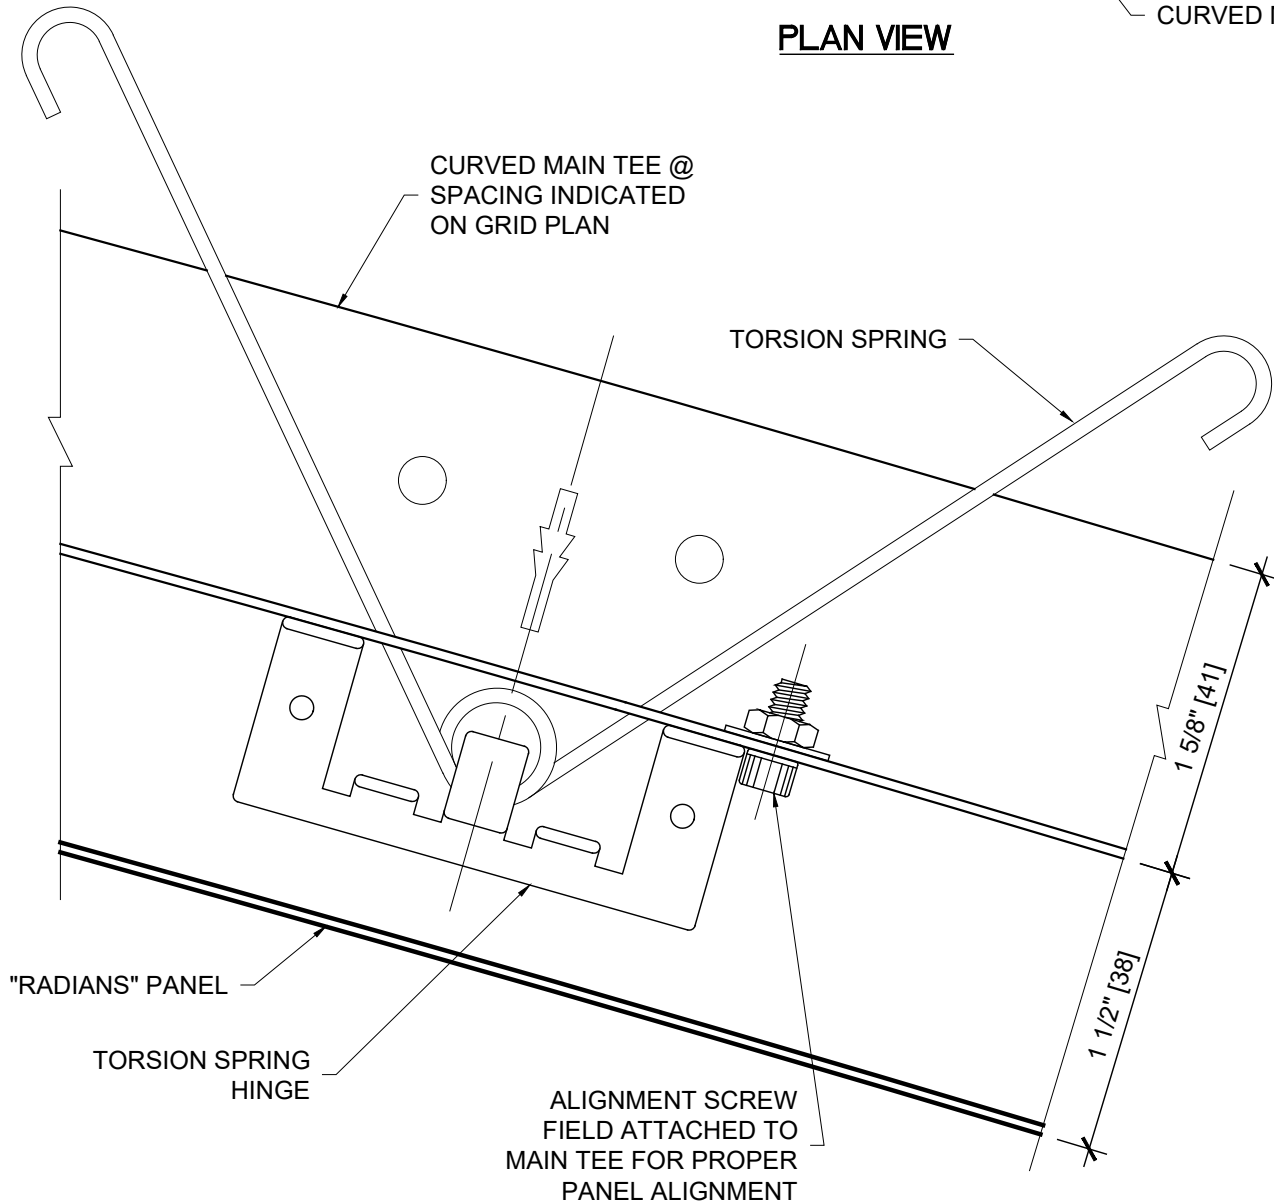 CURVED
PLAN VIEW
CURVED MAIN TEE @
SPACING INDICATED
ON GRID PLAN
TORSION SPRING
1 5/8" [41]
1 1/2" [38]
"RADIANS" PANEL
TORSION SPRING
HINGE
ALIGNMENT SCREW
FIELD ATTACHED TO
MAIN TEE FOR PROPER
PANEL ALIGNMENT